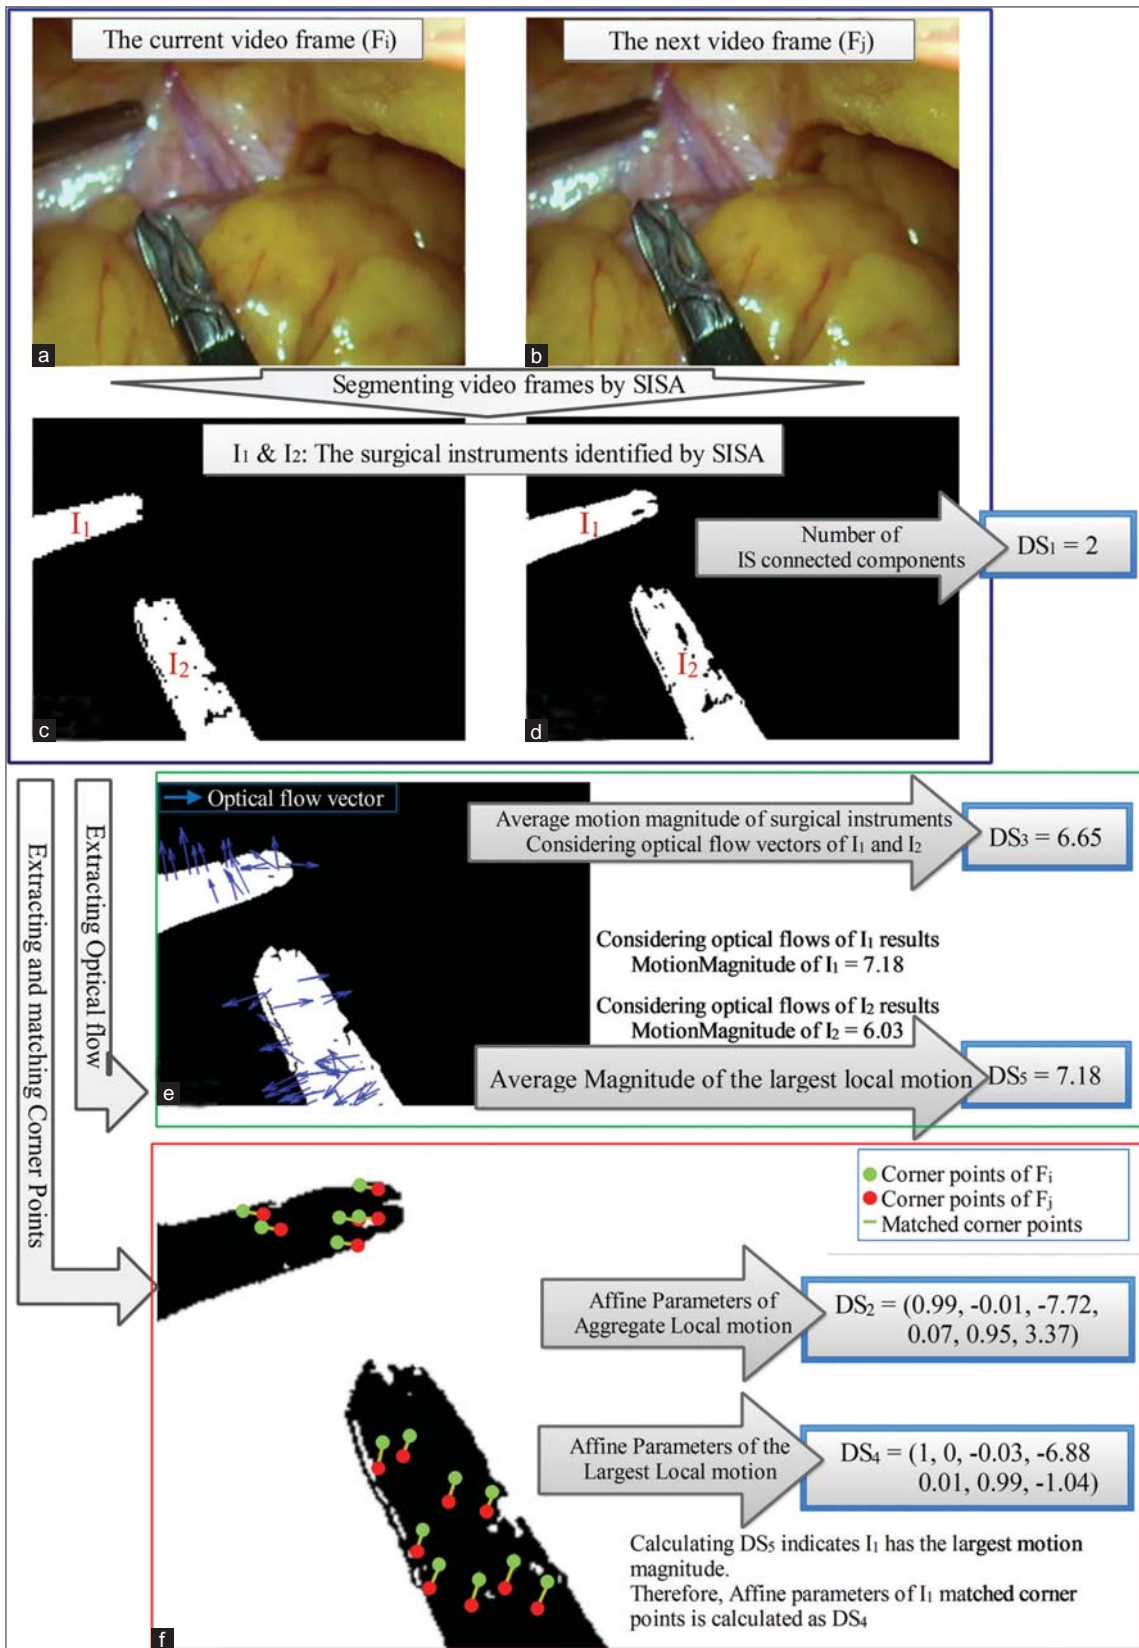 The current video frame (Fi)
The next video frame (Fj)
a
b
Segmenting video frames by SISA
I1 & I2: The surgical instruments identified by SISA
I1
I1
Number of
IS connected components
DS1 = 2
I2
I2
c
d
Extracting and matching Corner Points
Extracting Optical flow
Optical flow vector
Average motion magnitude of surgical instruments
Considering optical flow vectors of I1 and I2
DS3 = 6.65
Considering optical flows of I1 results
MotionMagnitude of I1 = 7.18
Considering optical flows of I2 results
MotionMagnitude of I2 = 6.03
Average Magnitude of the largest local motion
DS5 = 7.18
e
Corner points of Fi
Corner points of Fj
Matched corner points
Affine Parameters of
Aggregate Local motion
DS2 = (0.99, -0.01, -7.72,
0.07, 0.95, 3.37)
Affine Parameters of the
Largest Local motion
DS4 = (1, 0, -0.03, -6.88
0.01, 0.99, -1.04)
Calculating DS5 indicates I1 has the largest motion
magnitude.
Therefore, Affine parameters of I1 matched corner
points is calculated as DS4
f